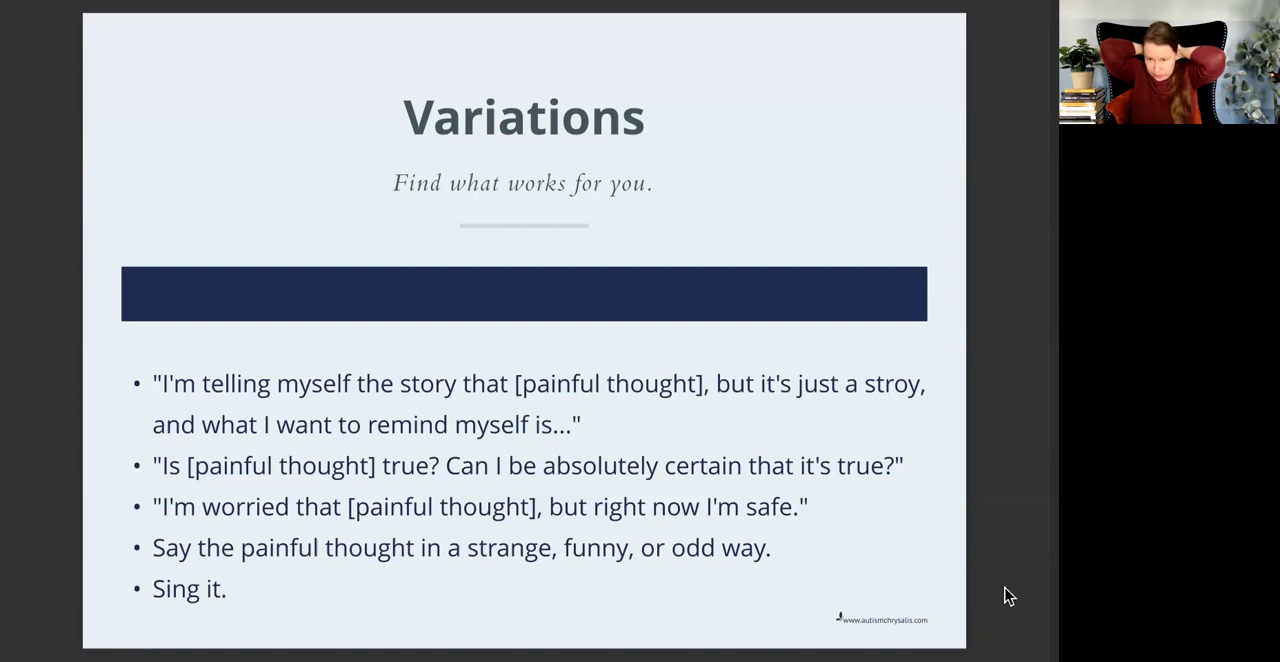 Variations
Find what works for you.
• "I'm telling myself the story that [painful thought], but it's just a stroy,
and what I want to remind myself is..."
• "Is [painful thought] true? Can I be absolutely certain that it's true?"
• "I'm worried that [painful thought], but right now I'm safe."
• Say the painful thought in a strange, funny, or odd way.
• Sing it.
www.autismchrysalis.com